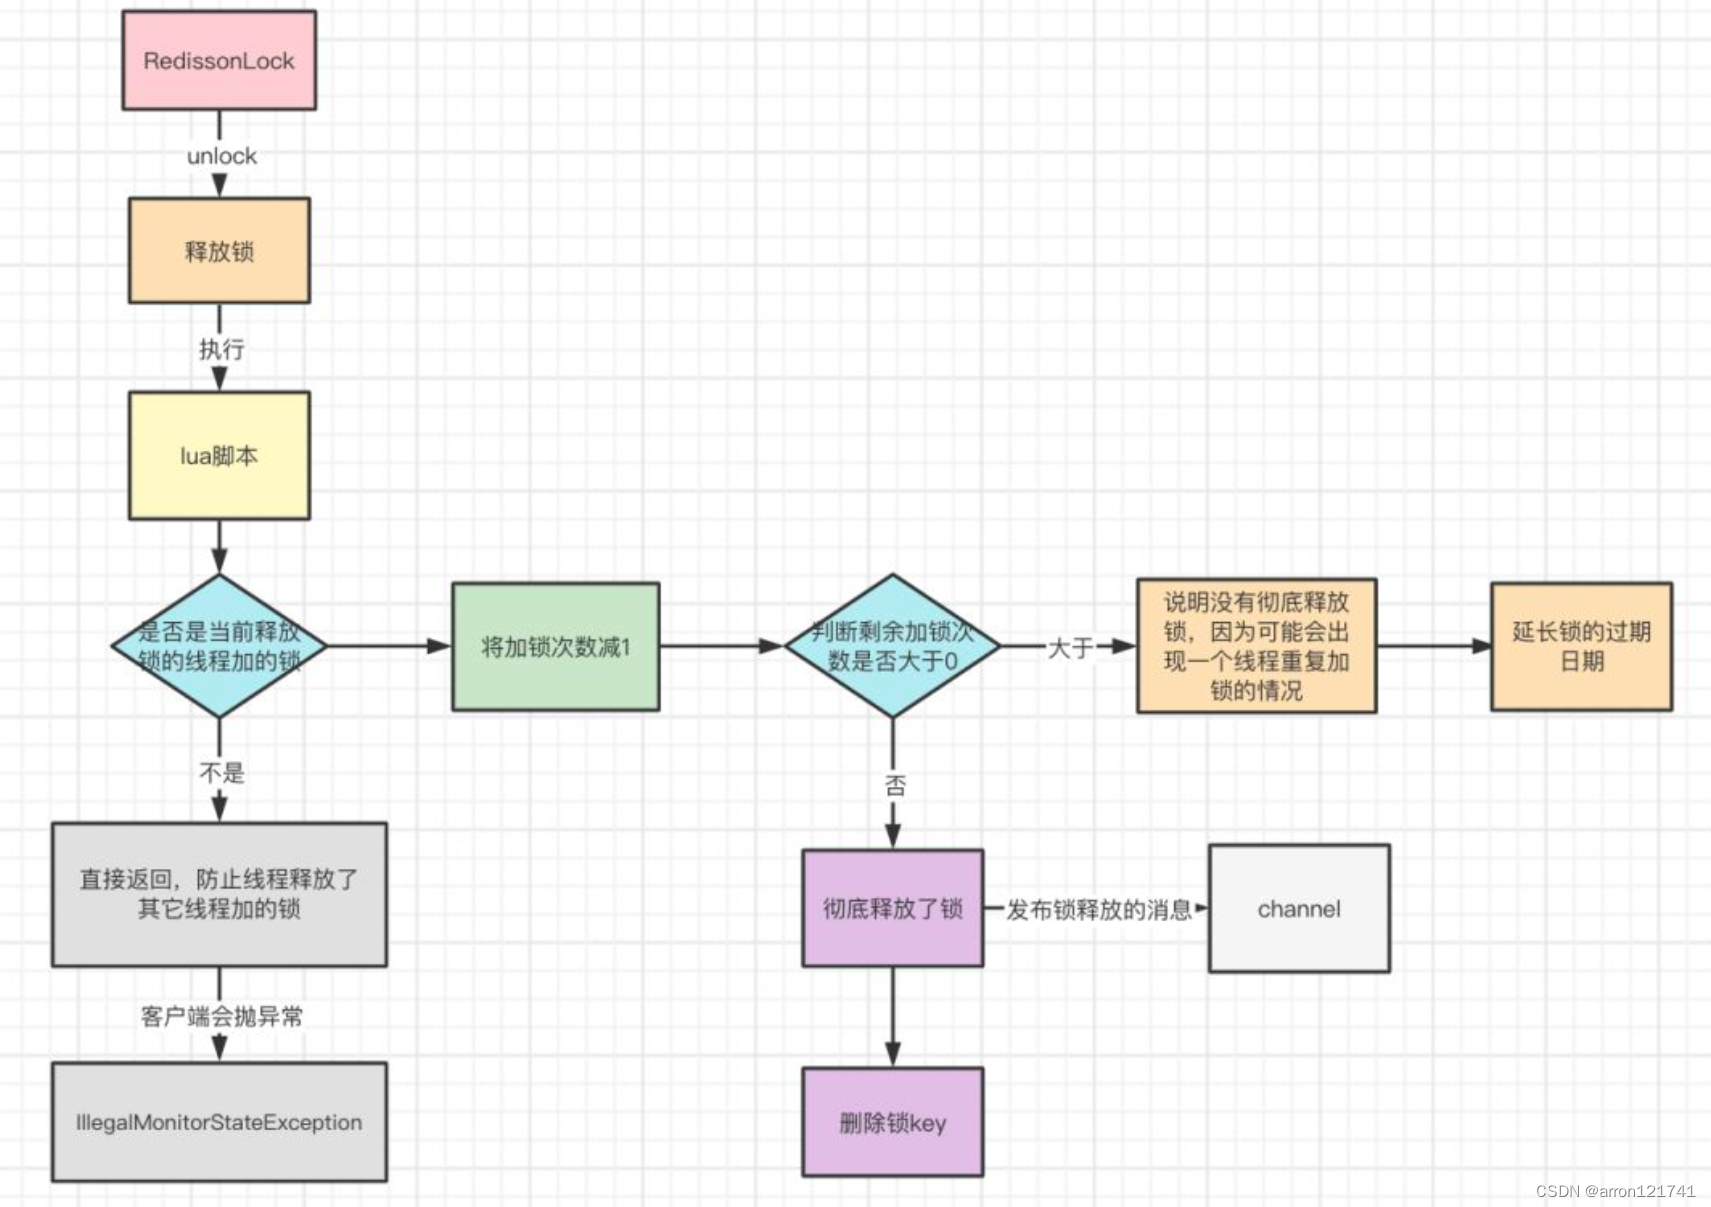 RedissonLock
unlock
释放锁
执行
lua脚本
是否是当前释放
锁的线程加的锁
将加锁次数减1
判断剩余加锁次
数是否大于0
大于
说明没有彻底释放
锁，因为可能会出
现一个线程重复加
锁的情况
延长锁的过期
日期
不是
否
直接返回，防止线程释放了
其它线程加的锁
彻底释放了锁
发布锁释放的消息
channel
客户端会抛异常
IllegalMonitorStateException
删除锁key
CSDN @arron121741